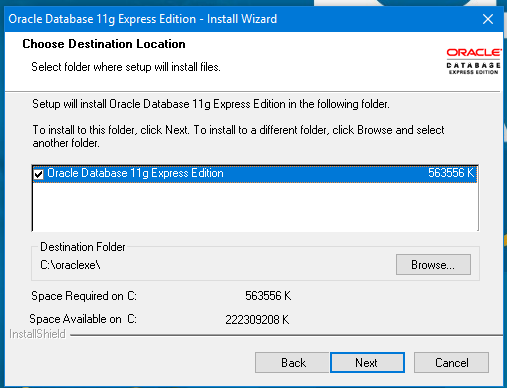 Oracle Database 11g Express Edition - Install Wizard
Choose Destination Location
Select folder where setup will install files.
ORACLE
DATABASE
EXPRESS EDITION
Setup will install Oracle Database 11g Express Edition in the following folder.
To install to this folder, click Next. To install to a different folder, click Browse and select
another folder.
Oracle Database 11g Express Edition 563556 K
Destination Folder
C:\oraclexe\
Browse...
Space Required on C: 563556 K
Space Available on C: 222309208 K
InstallShield
Back Next Cancel